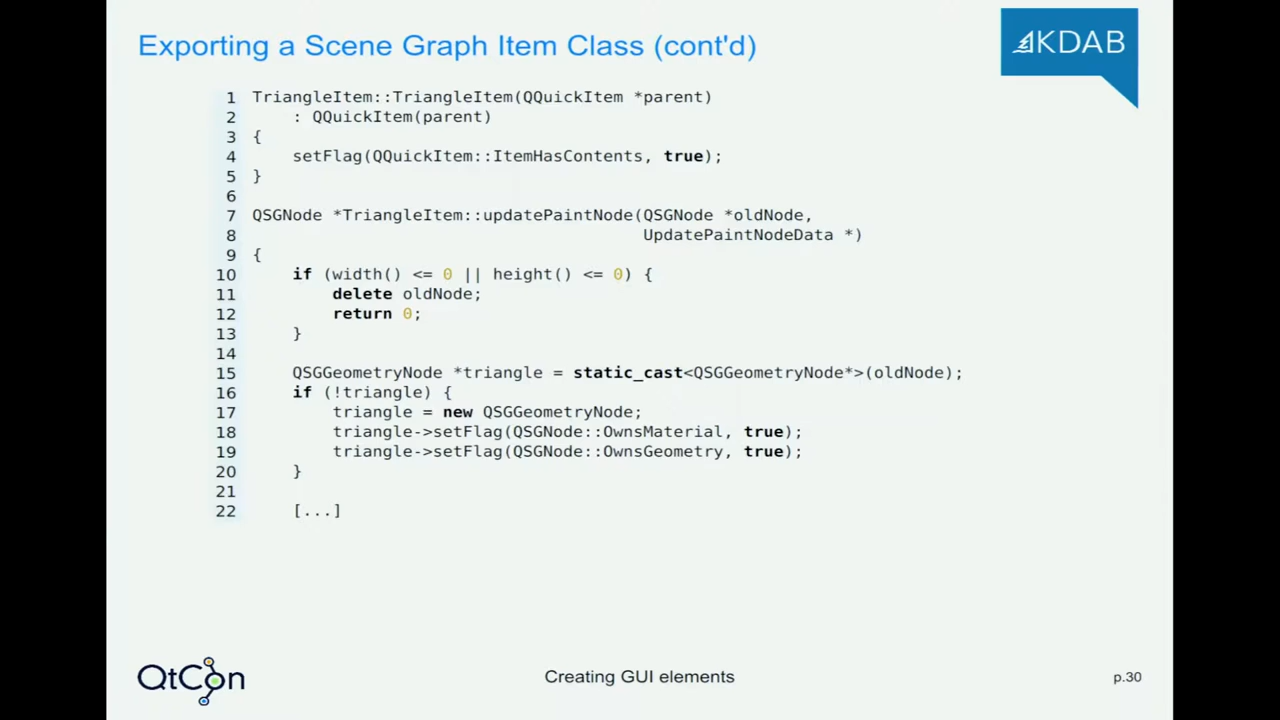 Exporting a Scene Graph Item Class (cont'd)
KDAB
1 TriangleItem::TriangleItem(QQuickItem *parent)
2     : QQuickItem(parent)
3 {
4     setFlag(QQuickItem::ItemHasContents, true);
5 }
6
7 QSGNode *TriangleItem::updatePaintNode(QSGNode *oldNode,
8                                        UpdatePaintNodeData *)
9 {
10     if (width() <= 0 || height() <= 0) {
11         delete oldNode;
12         return 0;
13     }
14
15     QSGGeometryNode *triangle = static_cast<QSGGeometryNode*>(oldNode);
16     if (!triangle) {
17         triangle = new QSGGeometryNode;
18         triangle->setFlag(QSGNode::OwnsMaterial, true);
19         triangle->setFlag(QSGNode::OwnsGeometry, true);
20     }
21
22     [...]
QtCon
Creating GUI elements
p.30